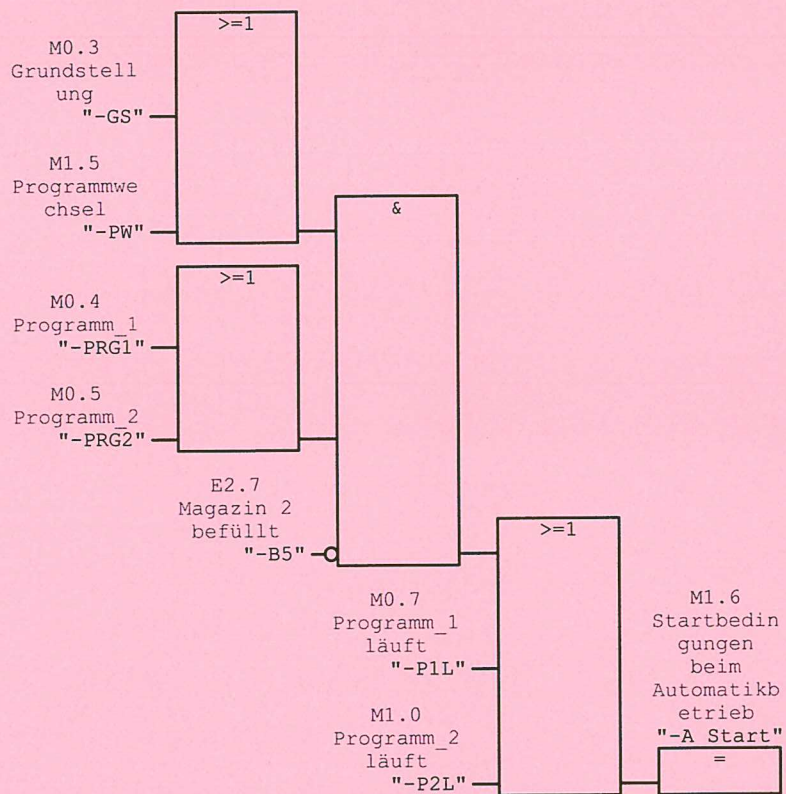 >=1
M0.3
Grundstell
ung
"-GS"
M1.5
Programmwe
chsel
"-PW"
&
>=1
M0.4
Programm_1
"-PRG1"
M0.5
Programm_2
"-PRG2"
E2.7
Magazin 2
befüllt
"-B5"
>=1
M0.7
Programm_1
läuft
"-P1L"
M1.0
Programm_2
läuft
"-P2L"
M1.6
Startbedin
gungen
beim
Automatikb
etrieb
"-A Start"
=